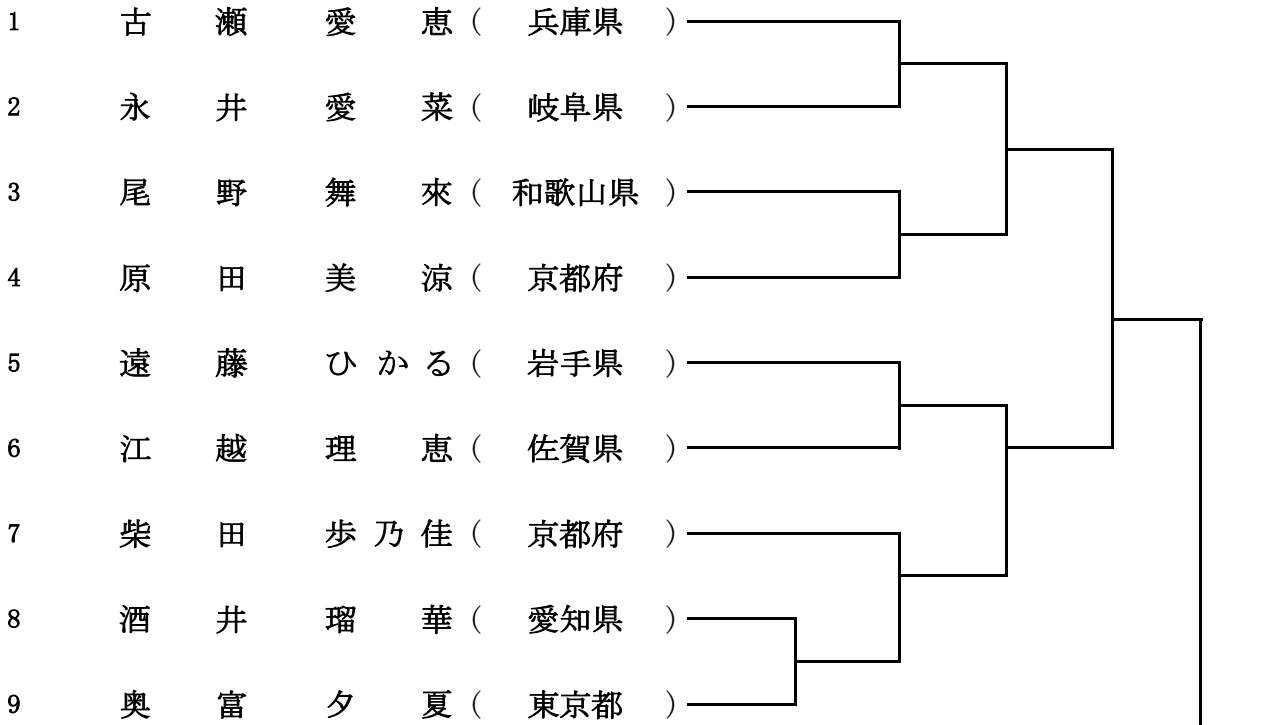 1 古瀬 愛恵 ( 兵庫県 )
2 永井 愛菜 ( 岐阜県 )
3 尾野 舞來 ( 和歌山県 )
4 原田 美涼 ( 京都府 )
5 遠藤 ひかる ( 岩手県 )
6 江越 理恵 ( 佐賀県 )
7 柴田 歩乃佳 ( 京都府 )
8 酒井 瑠華 ( 愛知県 )
9 奥富 夕夏 ( 東京都 )